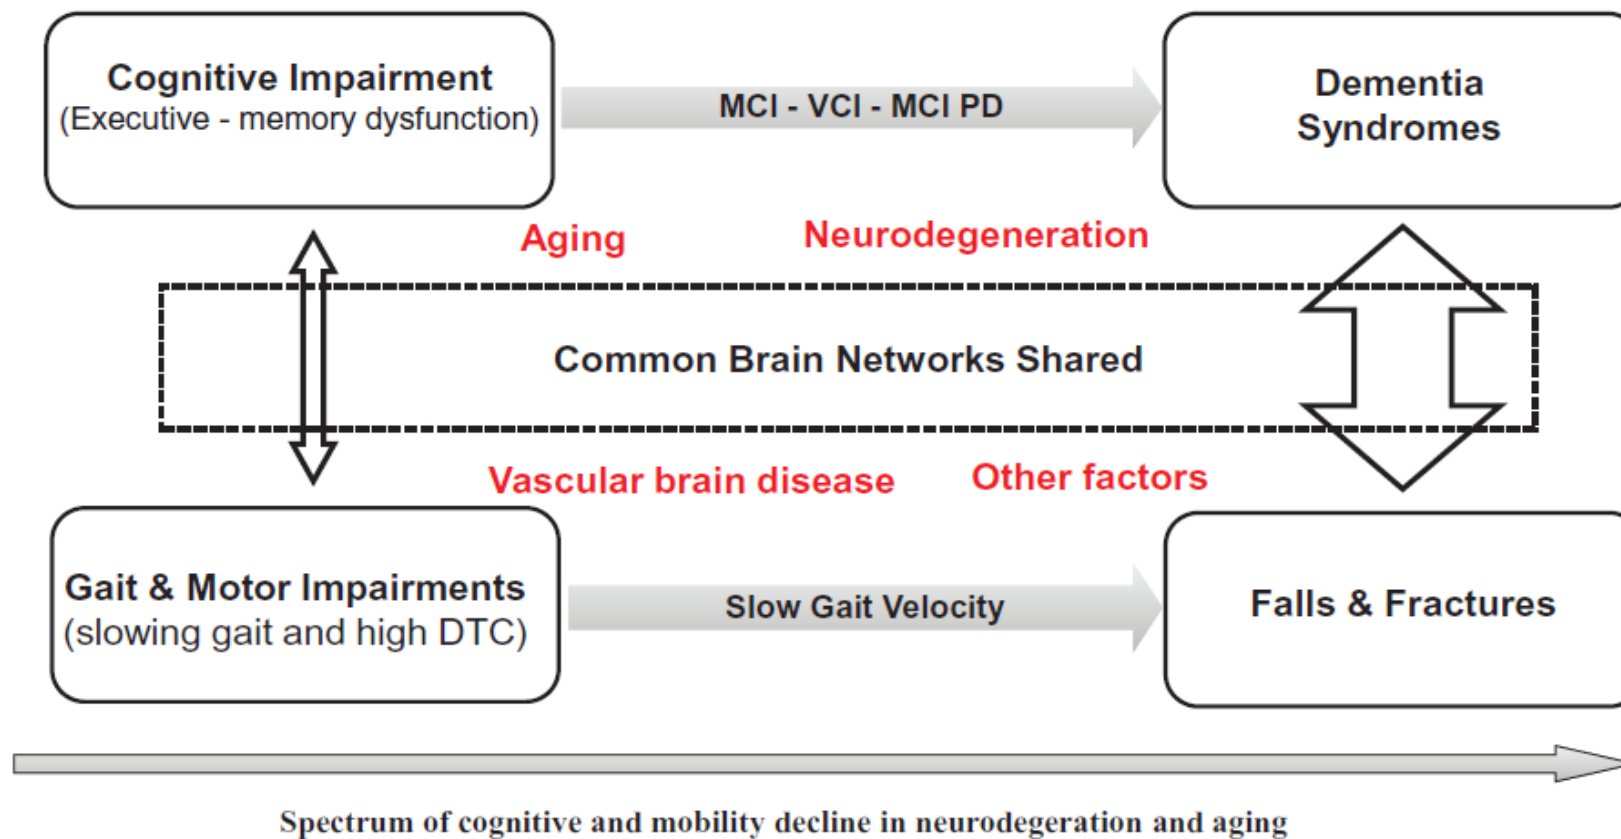 Cognitive Impairment
(Executive - memory dysfunction)
MCI - VCI - MCI PD
Dementia
Syndromes
Aging
Neurodegeneration
Common Brain Networks Shared
Vascular brain disease
Other factors
Gait & Motor Impairments
(slowing gait and high DTC)
Slow Gait Velocity
Falls & Fractures
Spectrum of cognitive and mobility decline in neurodegeration and aging